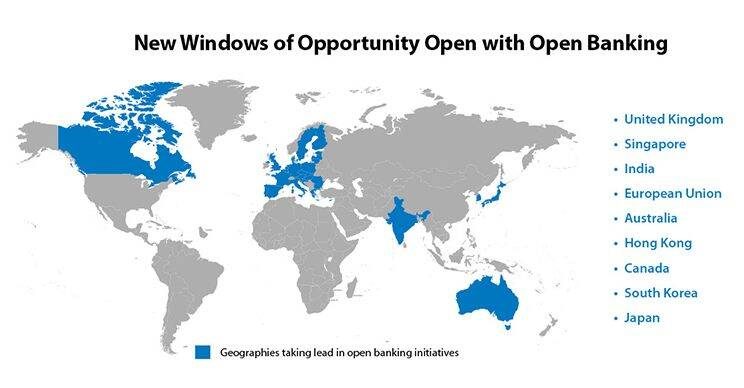 New Windows of Opportunity Open with Open Banking
• United Kingdom
• Singapore
• India
• European Union
• Australia
• Hong Kong
• Canada
• South Korea
• Japan
Geographies taking lead in open banking initiatives